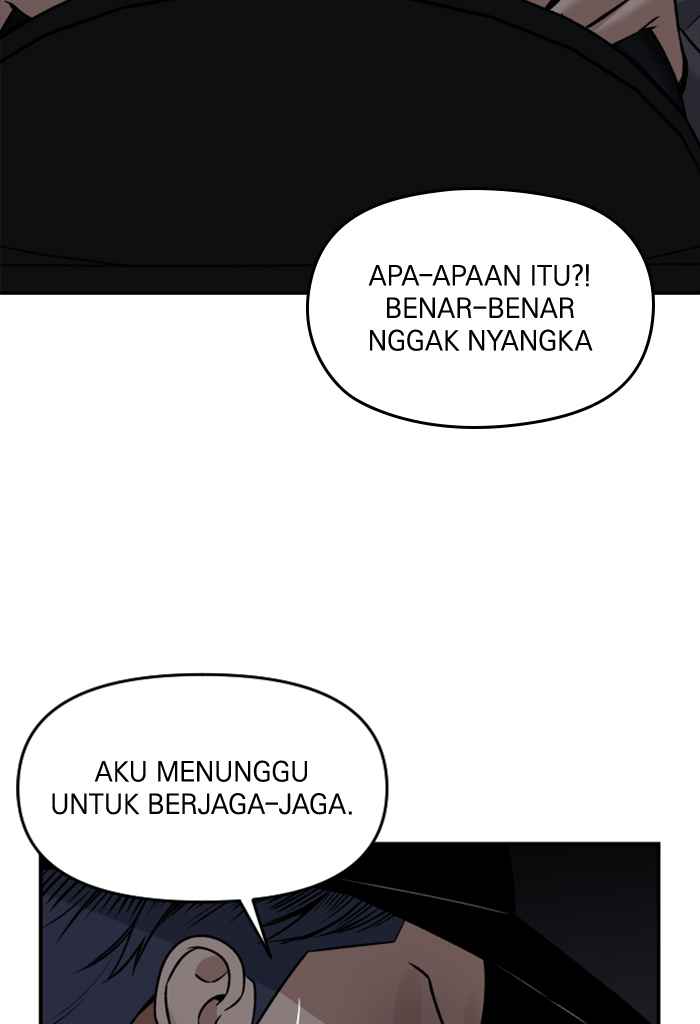 APA-APAAN ITU?!
BENAR-BENAR
NGGAK NYANGKA
AKU MENUNGGU
UNTUK BERJAGA-JAGA.